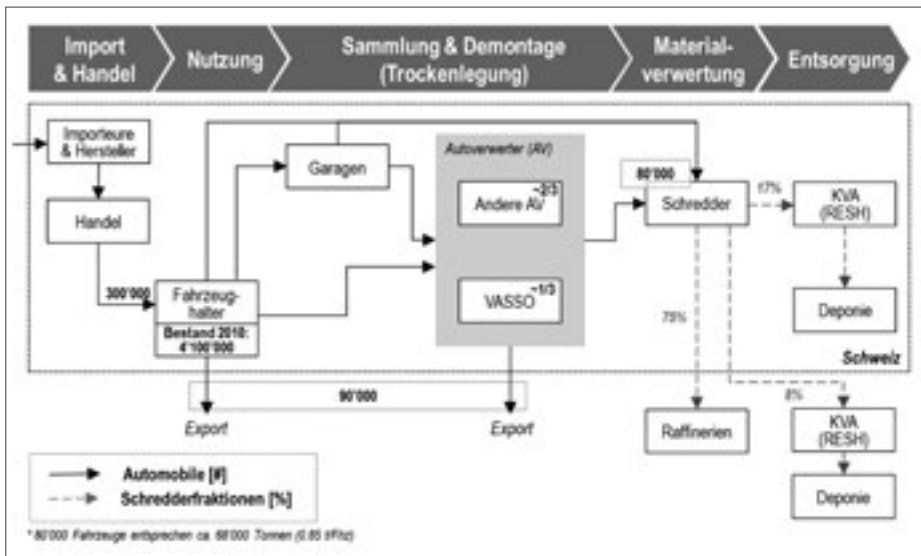 Import
& Handel
Nutzung
Sammlung & Demontage
(Trockenlegung)
Material-
verwertung
Entsorgung
Importeure
& Hersteller
Handel
300'000
Fahrzeug-
halter
Bestand 2010:
4'100'000
Garagen
Autoverwerter (AV)
~2/3
Andere AV
~1/3
VASSO
80'000
Schredder
17%
KVA
(RESH)
Deponie
75%
Schweiz
90'000
Export
Export
8%
Raffinerien
KVA
(RESH)
Deponie
Automobile [#]
Schredderfraktionen [%]
* 80'000 Fahrzeuge entsprechen ca. 68'000 Tonnen (0.85 t/Fhz)